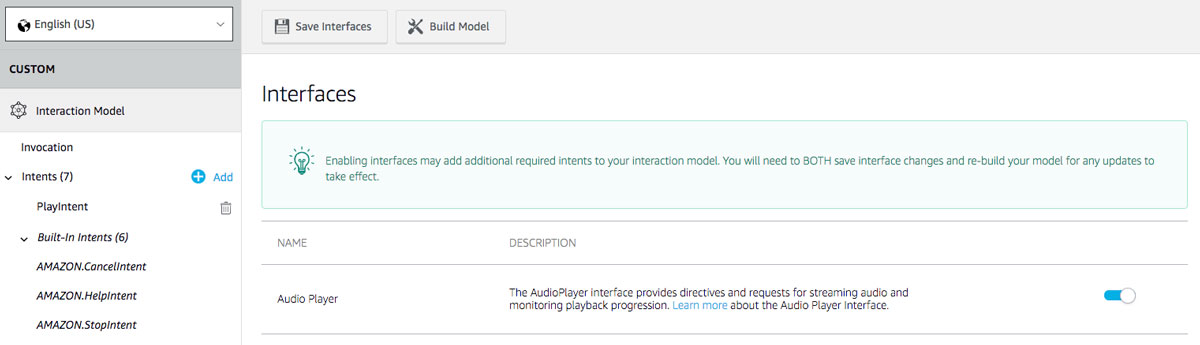 English (US)
CUSTOM
Interaction Model
Invocation
Intents (7)
Add
PlayIntent
Built-In Intents (6)
AMAZON.CancelIntent
AMAZON.HelpIntent
AMAZON.StopIntent
Save Interfaces
Build Model
Interfaces
Enabling interfaces may add additional required intents to your interaction model. You will need to BOTH save interface changes and re-build your model for any updates to
take effect.
NAME
DESCRIPTION
Audio Player
The AudioPlayer interface provides directives and requests for streaming audio and
monitoring playback progression. Learn more about the Audio Player Interface.